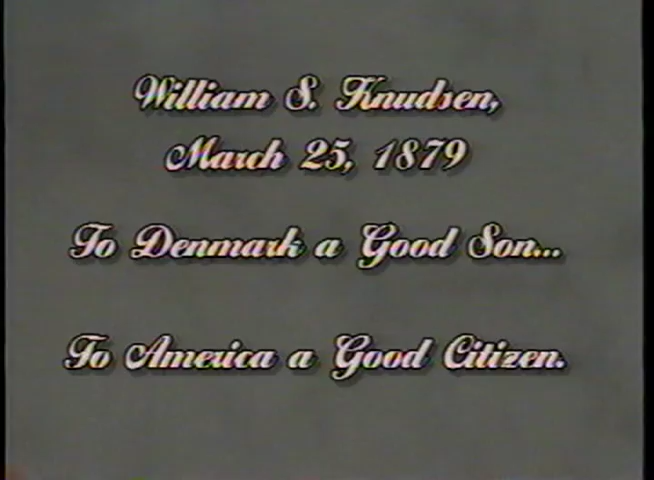 William S. Knudsen,
March 25, 1879
To Denmark a Good Son...
To America a Good Citizen.